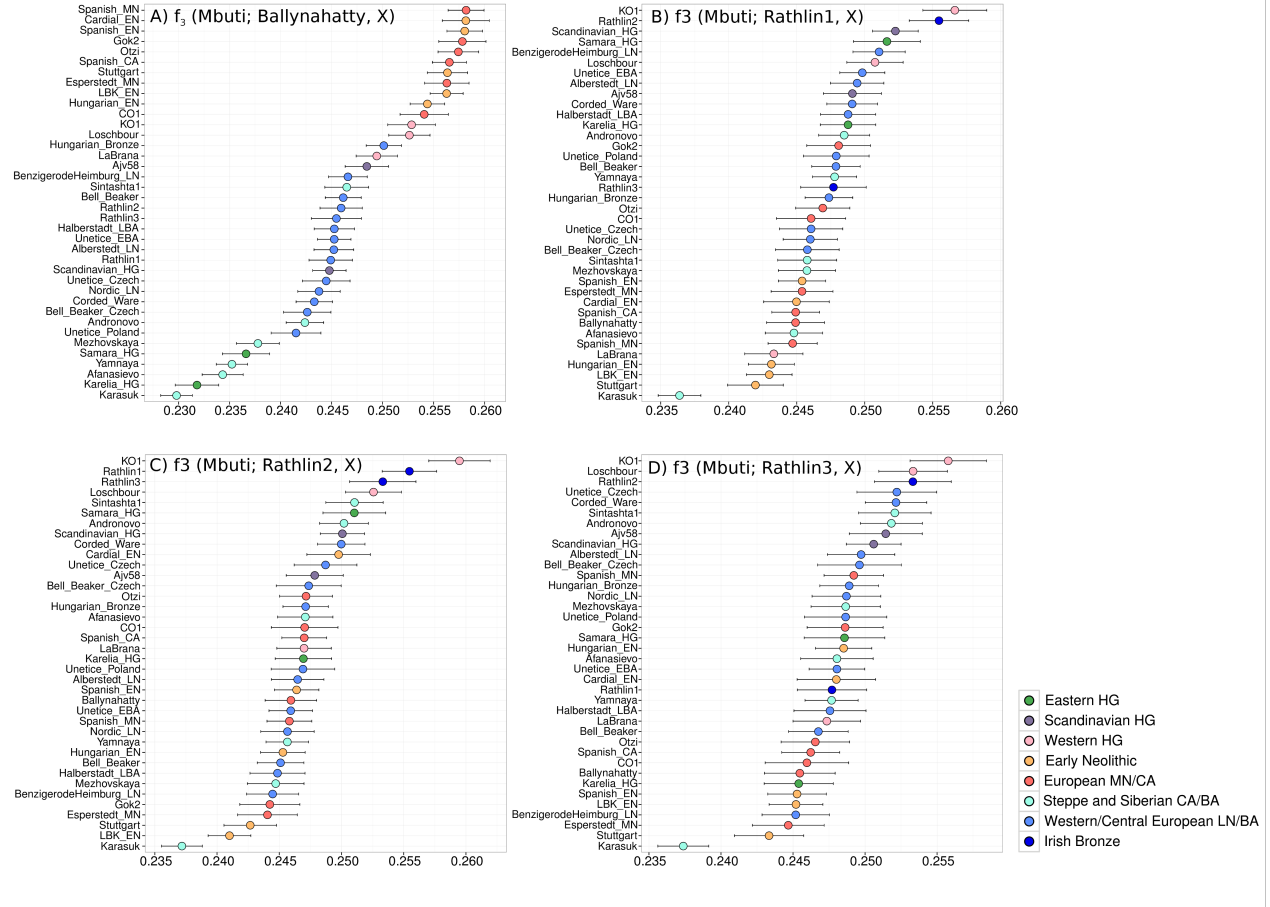 A) f3 (Mbuti; Ballynahatty, X)
Spanish_MN
Cardial_EN
Spanish_EN
Gok2
Otzi
Spanish_CA
Stuttgart
Esperstedt_MN
LBK_EN
Hungarian_EN
CO1
KO1
Loschbour
Hungarian_Bronze
LaBrana
Ajv58
BenzigerodeHeimburg_LN
Sintashta1
Bell_Beaker
Rathlin2
Rathlin3
Halberstadt_LBA
Unetice_EBA
Alberstedt_LN
Rathlin1
Scandinavian_HG
Unetice_Czech
Nordic_LN
Corded_Ware
Bell_Beaker_Czech
Andronovo
Unetice_Poland
Mezhovskaya
Samara_HG
Yamnaya
Afanasievo
Karelia_HG
Karasuk
0.230 0.235 0.240 0.245 0.250 0.255 0.260
B) f3 (Mbuti; Rathlin1, X)
KO1
Rathlin2
Scandinavian_HG
Samara_HG
BenzigerodeHeimburg_LN
Loschbour
Unetice_EBA
Alberstedt_LN
Ajv58
Corded_Ware
Halberstadt_LBA
Karelia_HG
Andronovo
Gok2
Unetice_Poland
Bell_Beaker
Yamnaya
Rathlin3
Hungarian_Bronze
Otzi
CO1
Unetice_Czech
Nordic_LN
Bell_Beaker_Czech
Sintashta1
Mezhovskaya
Spanish_EN
Esperstedt_MN
Cardial_EN
Spanish_CA
Ballynahatty
Afanasievo
Spanish_MN
LaBrana
Hungarian_EN
LBK_EN
Stuttgart
Karasuk
0.235 0.240 0.245 0.250 0.255 0.260
C) f3 (Mbuti; Rathlin2, X)
KO1
Rathlin1
Rathlin3
Loschbour
Sintashta1
Samara_HG
Andronovo
Scandinavian_HG
Corded_Ware
Cardial_EN
Unetice_Czech
Ajv58
Bell_Beaker_Czech
Otzi
Hungarian_Bronze
Afanasievo
CO1
Spanish_CA
LaBrana
Karelia_HG
Unetice_Poland
Alberstedt_LN
Spanish_EN
Ballynahatty
Unetice_EBA
Spanish_MN
Nordic_LN
Yamnaya
Hungarian_EN
Bell_Beaker
Halberstadt_LBA
Mezhovskaya
BenzigerodeHeimburg_LN
Gok2
Esperstedt_MN
Stuttgart
LBK_EN
Karasuk
0.235 0.240 0.245 0.250 0.255 0.260
D) f3 (Mbuti; Rathlin3, X)
KO1
Loschbour
Rathlin2
Unetice_Czech
Corded_Ware
Sintashta1
Andronovo
Ajv58
Scandinavian_HG
Alberstedt_LN
Bell_Beaker_Czech
Spanish_MN
Hungarian_Bronze
Nordic_LN
Mezhovskaya
Unetice_Poland
Gok2
Samara_HG
Hungarian_EN
Afanasievo
Unetice_EBA
Cardial_EN
Rathlin1
Yamnaya
Halberstadt_LBA
LaBrana
Bell_Beaker
Otzi
Spanish_CA
CO1
Ballynahatty
Karelia_HG
Spanish_EN
LBK_EN
BenzigerodeHeimburg_LN
Esperstedt_MN
Stuttgart
Karasuk
0.235 0.240 0.245 0.250 0.255
Eastern HG
Scandinavian HG
Western HG
Early Neolithic
European MN/CA
Steppe and Siberian CA/BA
Western/Central European LN/BA
Irish Bronze